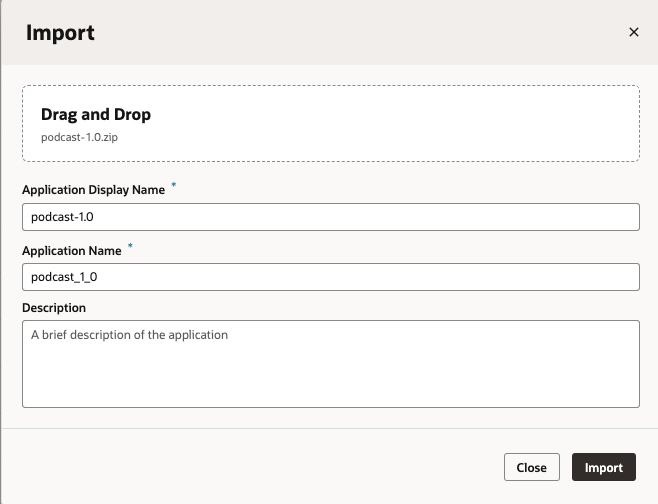 Import
×
Drag and Drop
podcast-1.0.zip
Application Display Name *
podcast-1.0
Application Name *
podcast_1_0
Description
A brief description of the application
Close
Import